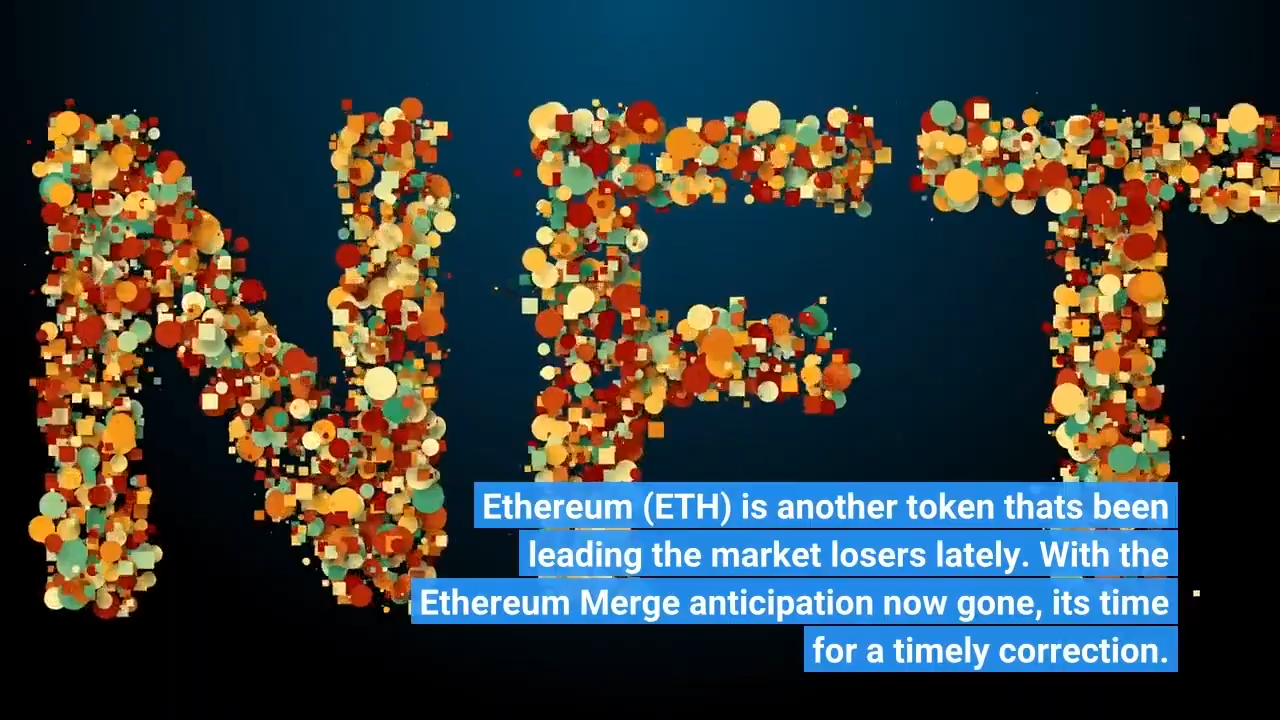 NFT
Ethereum (ETH) is another token thats been
leading the market losers lately. With the
Ethereum Merge anticipation now gone, its time
for a timely correction.